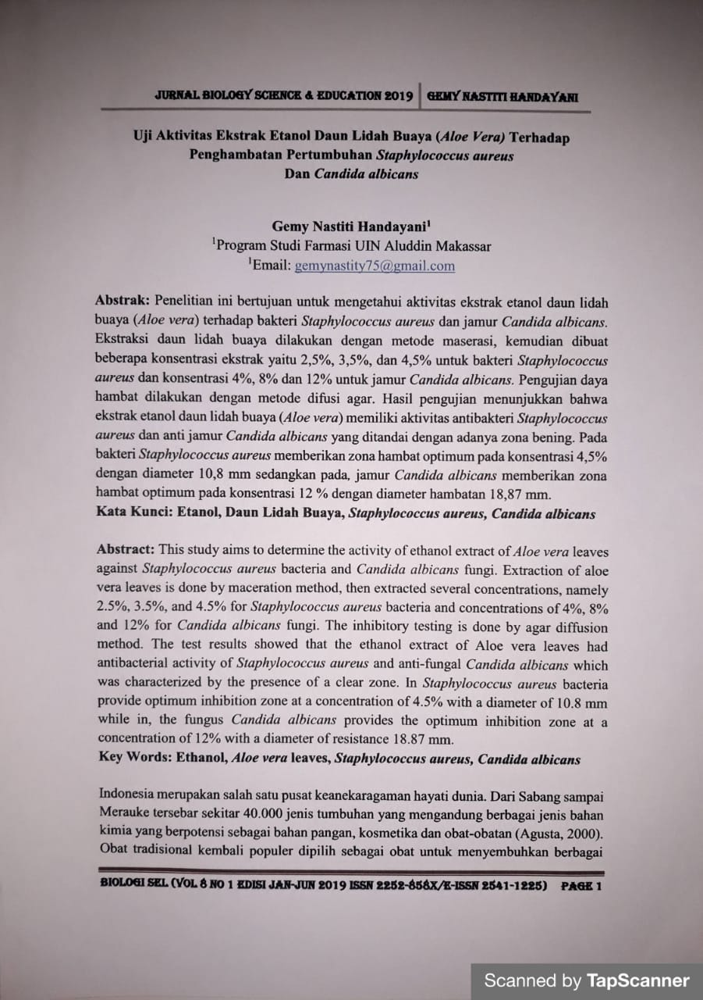 JURNAL BIOLOGY SCIENCE & EDUCATION 2019 GEMY NASTITI HANDAYANI
Uji Aktivitas Ekstrak Etanol Daun Lidah Buaya (Aloe Vera) Terhadap
Penghambatan Pertumbuhan Staphylococcus aureus
Dan Candida albicans
Gemy Nastiti Handayani¹
¹Program Studi Farmasi UIN Aluddin Makassar
¹Email: gemynastity75@gmail.com
Abstrak: Penelitian ini bertujuan untuk mengetahui aktivitas ekstrak etanol daun lidah
buaya (Aloe vera) terhadap bakteri Staphylococcus aureus dan jamur Candida albicans.
Ekstraksi daun lidah buaya dilakukan dengan metode maserasi, kemudian dibuat
beberapa konsentrasi ekstrak yaitu 2,5%, 3,5%, dan 4,5% untuk bakteri Staphylococcus
aureus dan konsentrasi 4%, 8% dan 12% untuk jamur Candida albicans. Pengujian daya
hambat dilakukan dengan metode difusi agar. Hasil pengujian menunjukkan bahwa
ekstrak etanol daun lidah buaya (Aloe vera) memiliki aktivitas antibakteri Staphylococcus
aureus dan anti jamur Candida albicans yang ditandai dengan adanya zona bening. Pada
bakteri Staphylococcus aureus memberikan zona hambat optimum pada konsentrasi 4,5%
dengan diameter 10,8 mm sedangkan pada, jamur Candida albicans memberikan zona
hambat optimum pada konsentrasi 12 % dengan diameter hambatan 18,87 mm.
Kata Kunci: Etanol, Daun Lidah Buaya, Staphylococcus aureus, Candida albicans
Abstract: This study aims to determine the activity of ethanol extract of Aloe vera leaves
against Staphylococcus aureus bacteria and Candida albicans fungi. Extraction of aloe
vera leaves is done by maceration method, then extracted several concentrations, namely
2.5%, 3.5%, and 4.5% for Staphylococcus aureus bacteria and concentrations of 4%, 8%
and 12% for Candida albicans fungi. The inhibitory testing is done by agar diffusion
method. The test results showed that the ethanol extract of Aloe vera leaves had
antibacterial activity of Staphylococcus aureus and anti-fungal Candida albicans which
was characterized by the presence of a clear zone. In Staphylococcus aureus bacteria
provide optimum inhibition zone at a concentration of 4.5% with a diameter of 10.8 mm
while in, the fungus Candida albicans provides the optimum inhibition zone at a
concentration of 12% with a diameter of resistance 18.87 mm.
Key Words: Ethanol, Aloe vera leaves, Staphylococcus aureus, Candida albicans
Indonesia merupakan salah satu pusat keanekaragaman hayati dunia. Dari Sabang sampai
Merauke tersebar sekitar 40.000 jenis tumbuhan yang mengandung berbagai jenis bahan
kimia yang berpotensi sebagai bahan pangan, kosmetika dan obat-obatan (Agusta, 2000).
Obat tradisional kembali populer dipilih sebagai obat untuk menyembuhkan berbagai
BIOLOGI SEL (VOL 8 NO 1 EDISI JAN-JUN 2019 ISSN 2252-858X/E-ISSN 2541-1225) PAGE 1
Scanned by TapScanner